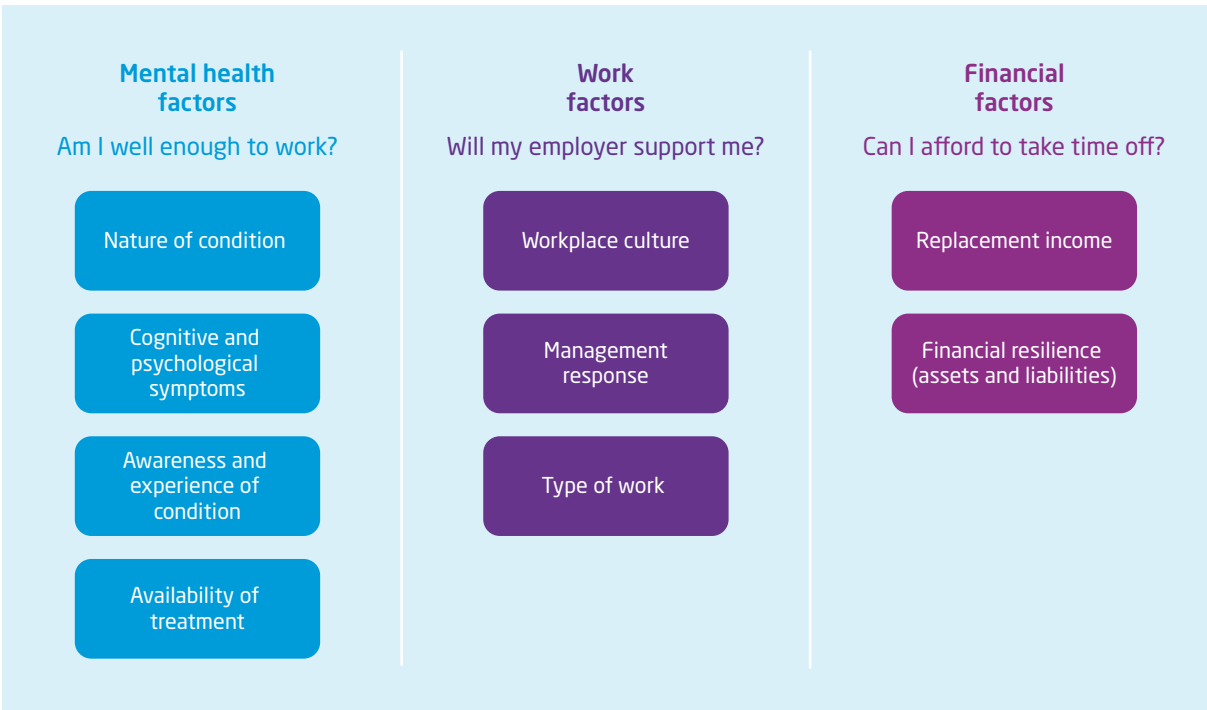 Mental health
factors
Am I well enough to work?
Nature of condition
Cognitive and
psychological
symptoms
Awareness and
experience of
condition
Availability of
treatment
Work
factors
Will my employer support me?
Workplace culture
Management
response
Type of work
Financial
factors
Can I afford to take time off?
Replacement income
Financial resilience
(assets and liabilities)